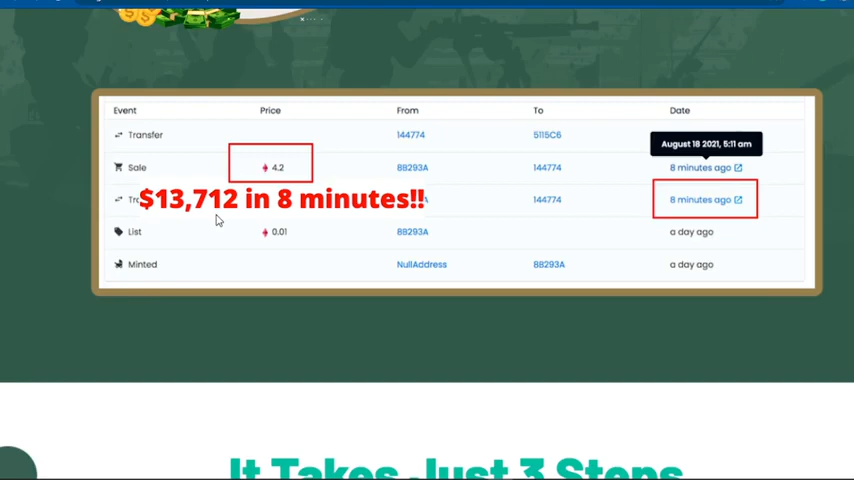 Event Price From To Date
Transfer 144774 5115C6
August 18 2021, 5:11 am
Sale 4.2 8B293A 144774 8 minutes ago
$13,712 in 8 minutes!! 144774 8 minutes ago
List 0.01 8B293A a day ago
Minted NullAddress 8B293A a day ago
It Takes Just 3 Steps